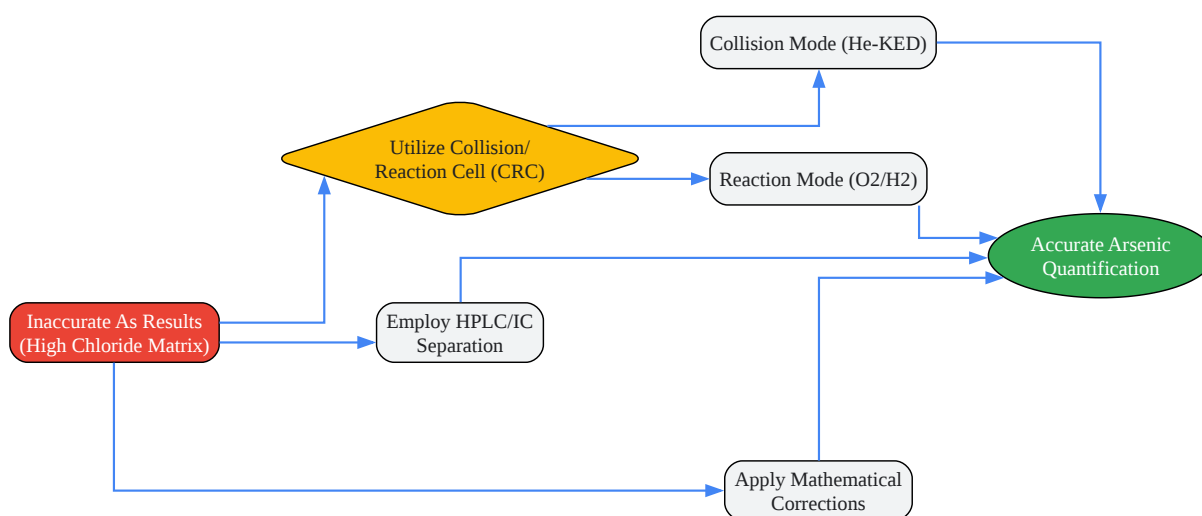 Collision Mode (He-KED)
Utilize Collision/
Reaction Cell (CRC)
Reaction Mode (O2/H2)
Accurate Arsenic
Quantification
Inaccurate As Results
(High Chloride Matrix)
Employ HPLC/IC
Separation
Apply Mathematical
Corrections